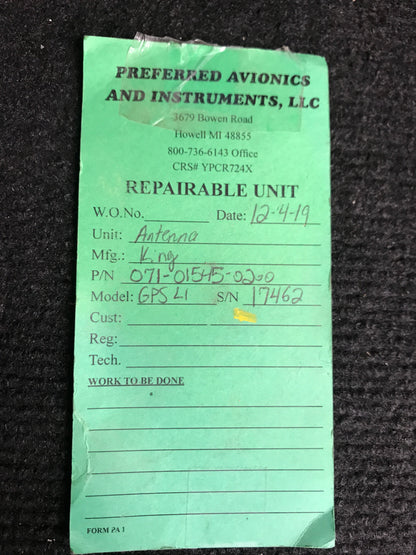 PREFERRED AVIONICS
AND INSTRUMENTS, LLC
3679 Bowen Road
Howell MI 48855
800-736-6143 Office
CRS# YPCR724X
REPAIRABLE UNIT
W.O.No. Date: 12-4-19
Unit: Antenna
Mfg.: King
P/N 071-01545-0200
Model: GPS L1 S/N 17462
Cust:
Reg:
Tech.
WORK TO BE DONE
FORM PA 1